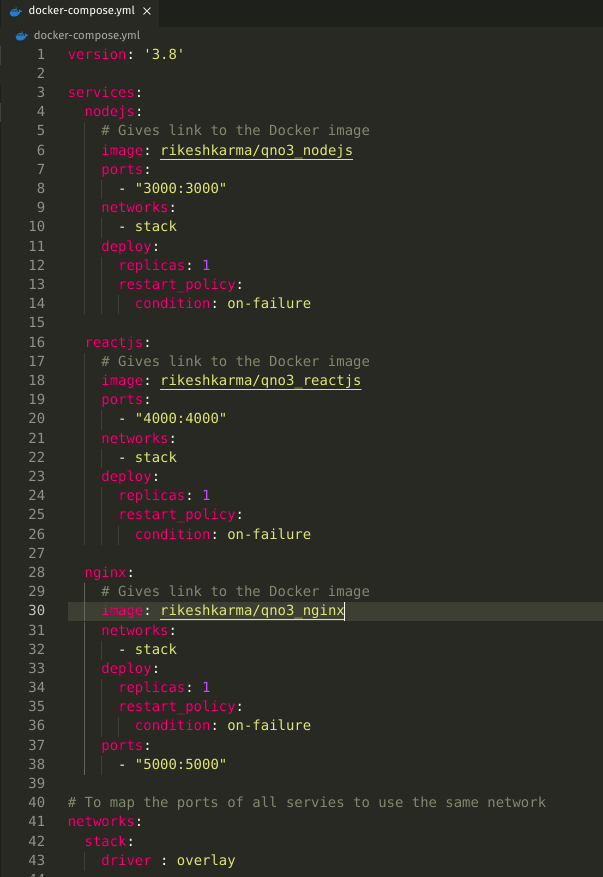 docker-compose.yml ×
docker-compose.yml
1 version: '3.8'
2
3 services:
4   nodejs:
5     # Gives link to the Docker image
6     image: rikeshkarma/qno3_nodejs
7     ports:
8       - "3000:3000"
9     networks:
10       - stack
11     deploy:
12       replicas: 1
13       restart_policy:
14         condition: on-failure
15
16   reactjs:
17     # Gives link to the Docker image
18     image: rikeshkarma/qno3_reactjs
19     ports:
20       - "4000:4000"
21     networks:
22       - stack
23     deploy:
24       replicas: 1
25       restart_policy:
26         condition: on-failure
27
28   nginx:
29     # Gives link to the Docker image
30     image: rikeshkarma/qno3_nginx
31     networks:
32       - stack
33     deploy:
34       replicas: 1
35       restart_policy:
36         condition: on-failure
37     ports:
38       - "5000:5000"
39
40 # To map the ports of all servies to use the same network
41 networks:
42   stack:
43     driver : overlay